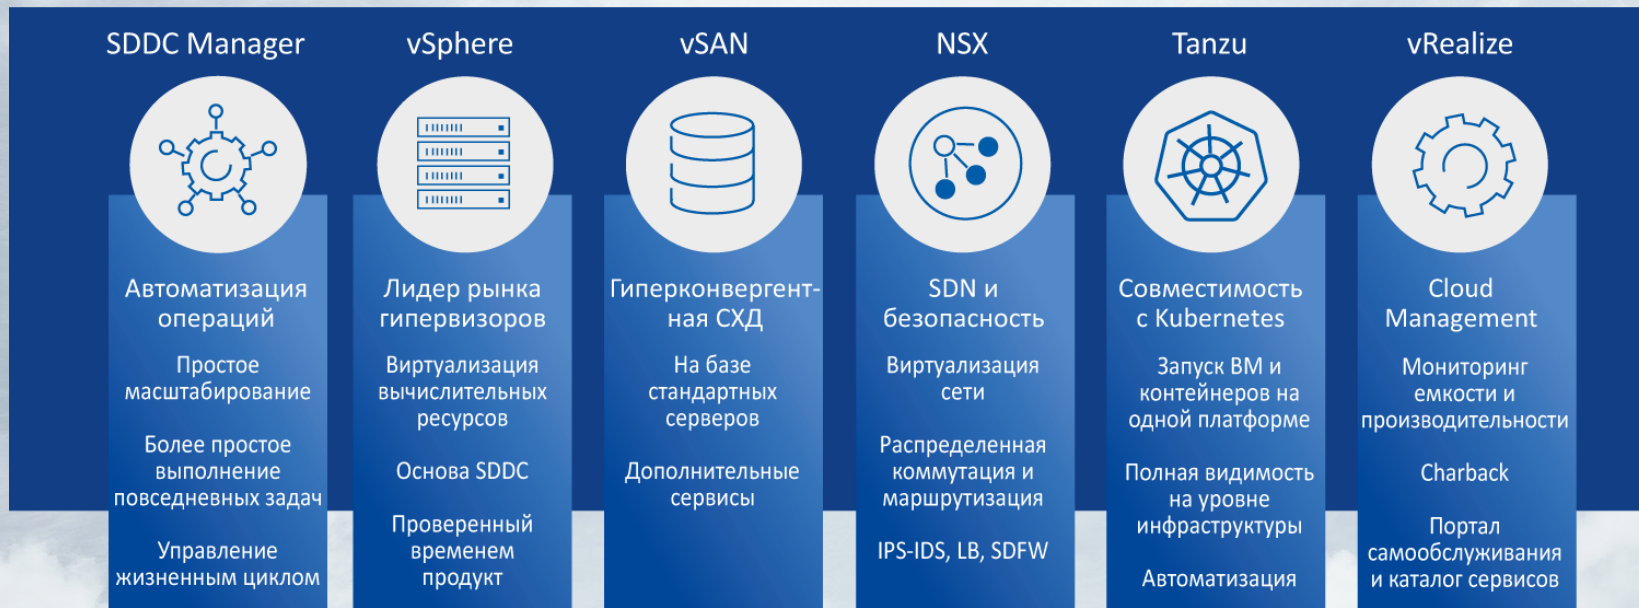 SDDC Manager
Автоматизация
операций
Простое
масштабирование
Более простое
выполнение
повседневных задач
Управление
жизненным циклом
vSphere
Лидер рынка
гипервизоров
Виртуализация
вычислительных
ресурсов
Основа SDDC
Проверенный
временем
продукт
vSAN
Гиперконвергент-
ная СХД
На базе
стандартных
серверов
Дополнительные
сервисы
NSX
SDN и
безопасность
Виртуализация
сети
Распределенная
коммутация и
маршрутизация
IPS-IDS, LB, SDFW
Tanzu
Совместимость
с Kubernetes
Запуск ВМ и
контейнеров на
одной платформе
Полная видимость
на уровне
инфраструктуры
Автоматизация
vRealize
Cloud
Management
Мониторинг
емкости и
производительности
Charback
Портал
самообслуживания
и каталог сервисов